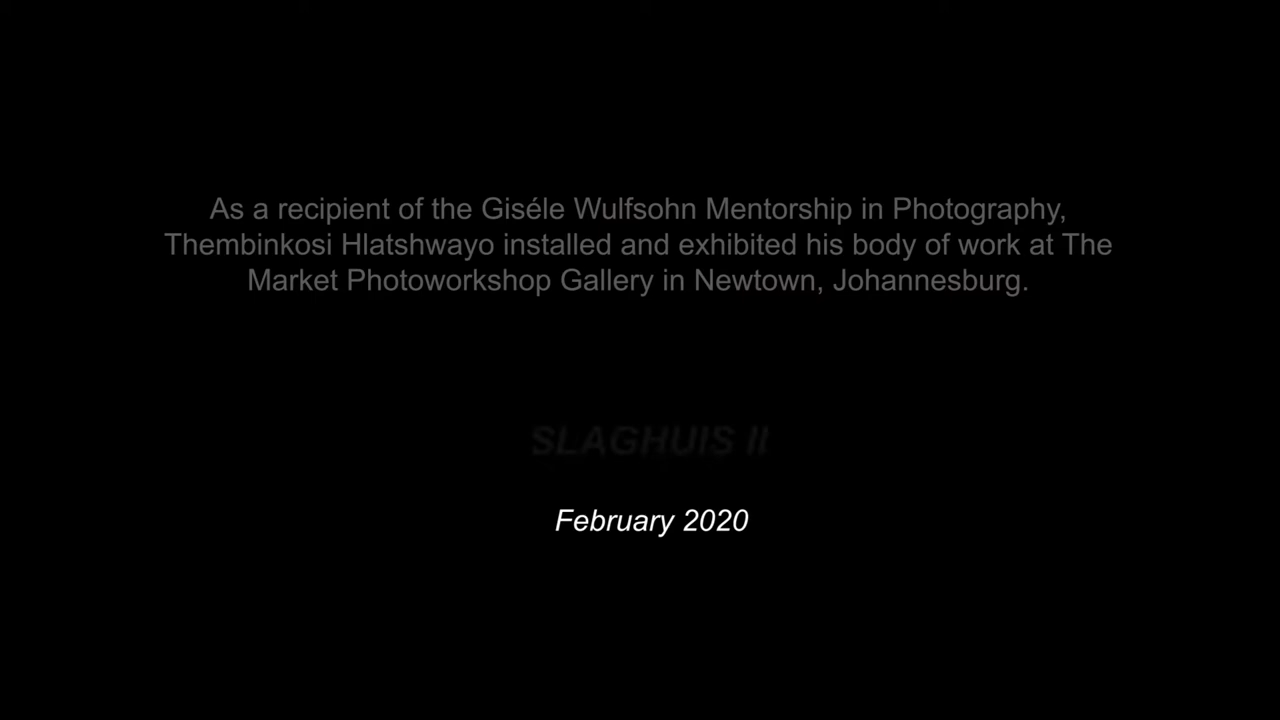 As a recipient of the Giséle Wulfsohn Mentorship in Photography,
Thembinkosi Hlatshwayo installed and exhibited his body of work at The
Market Photoworkshop Gallery in Newtown, Johannesburg.
SLAGHUIS II
February 2020